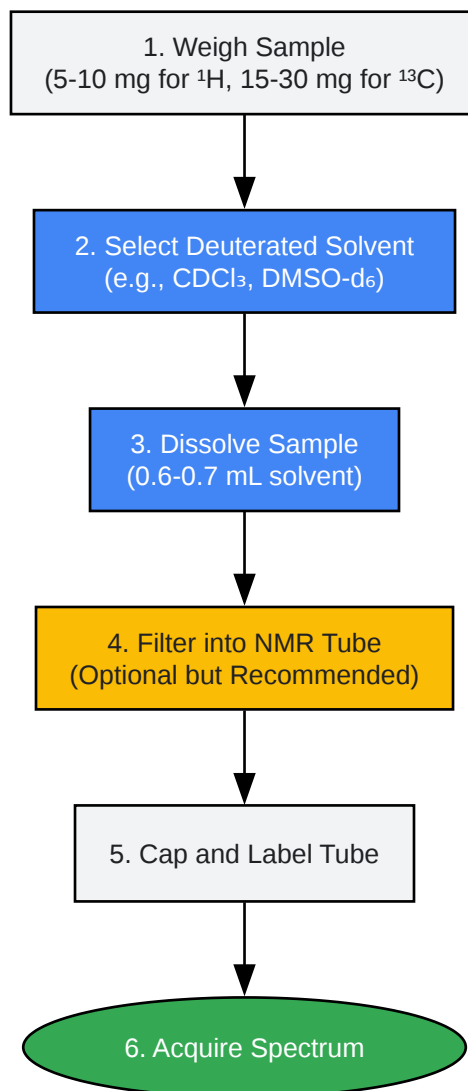 1. Weigh Sample
(5-10 mg for ¹H, 15-30 mg for ¹³C)
2. Select Deuterated Solvent
(e.g., CDCl₃, DMSO-d₆)
3. Dissolve Sample
(0.6-0.7 mL solvent)
4. Filter into NMR Tube
(Optional but Recommended)
5. Cap and Label Tube
6. Acquire Spectrum